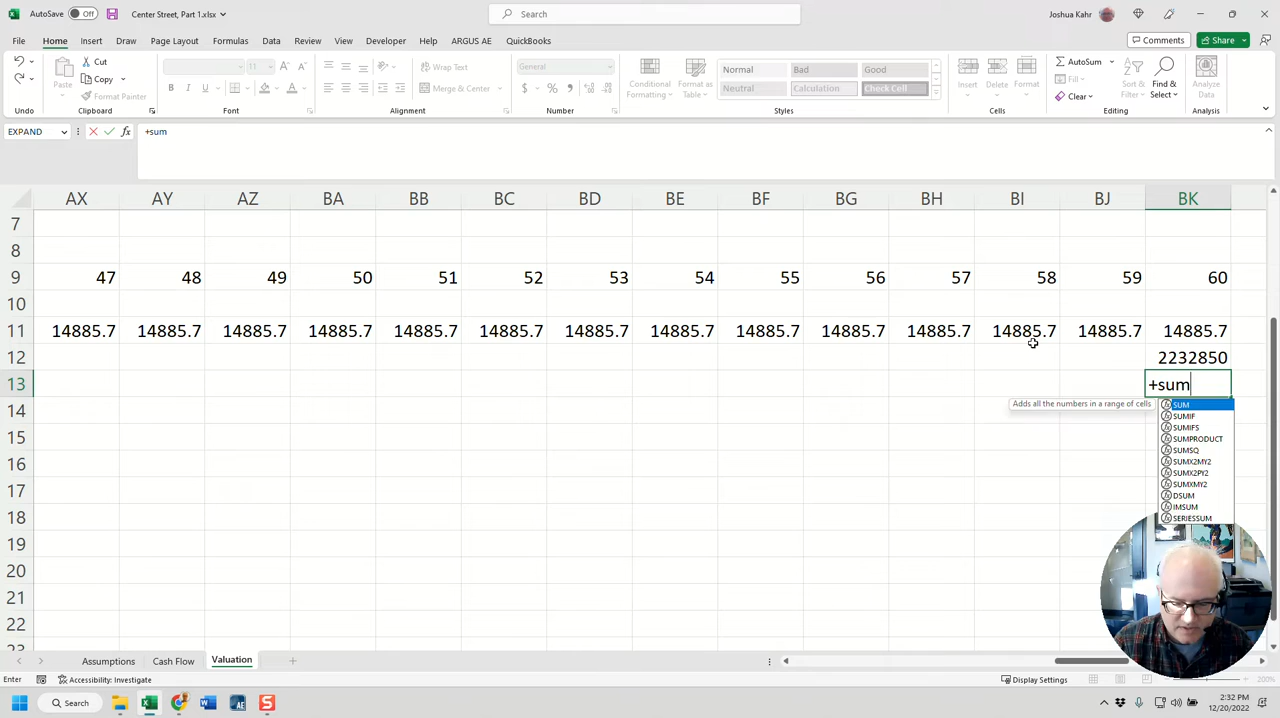 AutoSave Off Center Street, Part 1.xlsx Search Joshua Kahr
File Home Insert Draw Page Layout Formulas Data Review View Developer Help ARGUS AE QuickBooks Comments Share
Cut
Copy
Format Painter
Paste
Wrap Text
Merge & Center
General
Conditional Formatting
Format as Table
Normal Bad Good
Neutral Calculation Check Cell
Insert Delete Format
AutoSum
Fill
Clear
Sort & Filter
Find & Select
Analyze Data
Undo Clipboard Font Alignment Number Styles Cells Editing Analysis
EXPAND fx +sum
AX AY AZ BA BB BC BD BE BF BG BH BI BJ BK
7
8
9 47 48 49 50 51 52 53 54 55 56 57 58 59 60
10
11 14885.7 14885.7 14885.7 14885.7 14885.7 14885.7 14885.7 14885.7 14885.7 14885.7 14885.7 14885.7 14885.7 14885.7
12 2232850
13 +sum
Adds all the numbers in a range of cells
SUM
14
SUMIF
SUMIFS
15
SUMPRODUCT
SUMSQ
16
SUMX2MY2
SUMX2PY2
17
SUMXMY2
DSUM
IMSUM
18
SERIESSUM
19
20
21
22
23
Assumptions Cash Flow Valuation
Enter Accessibility: Investigate Display Settings 200%
Search 2:32 PM
12/20/2022